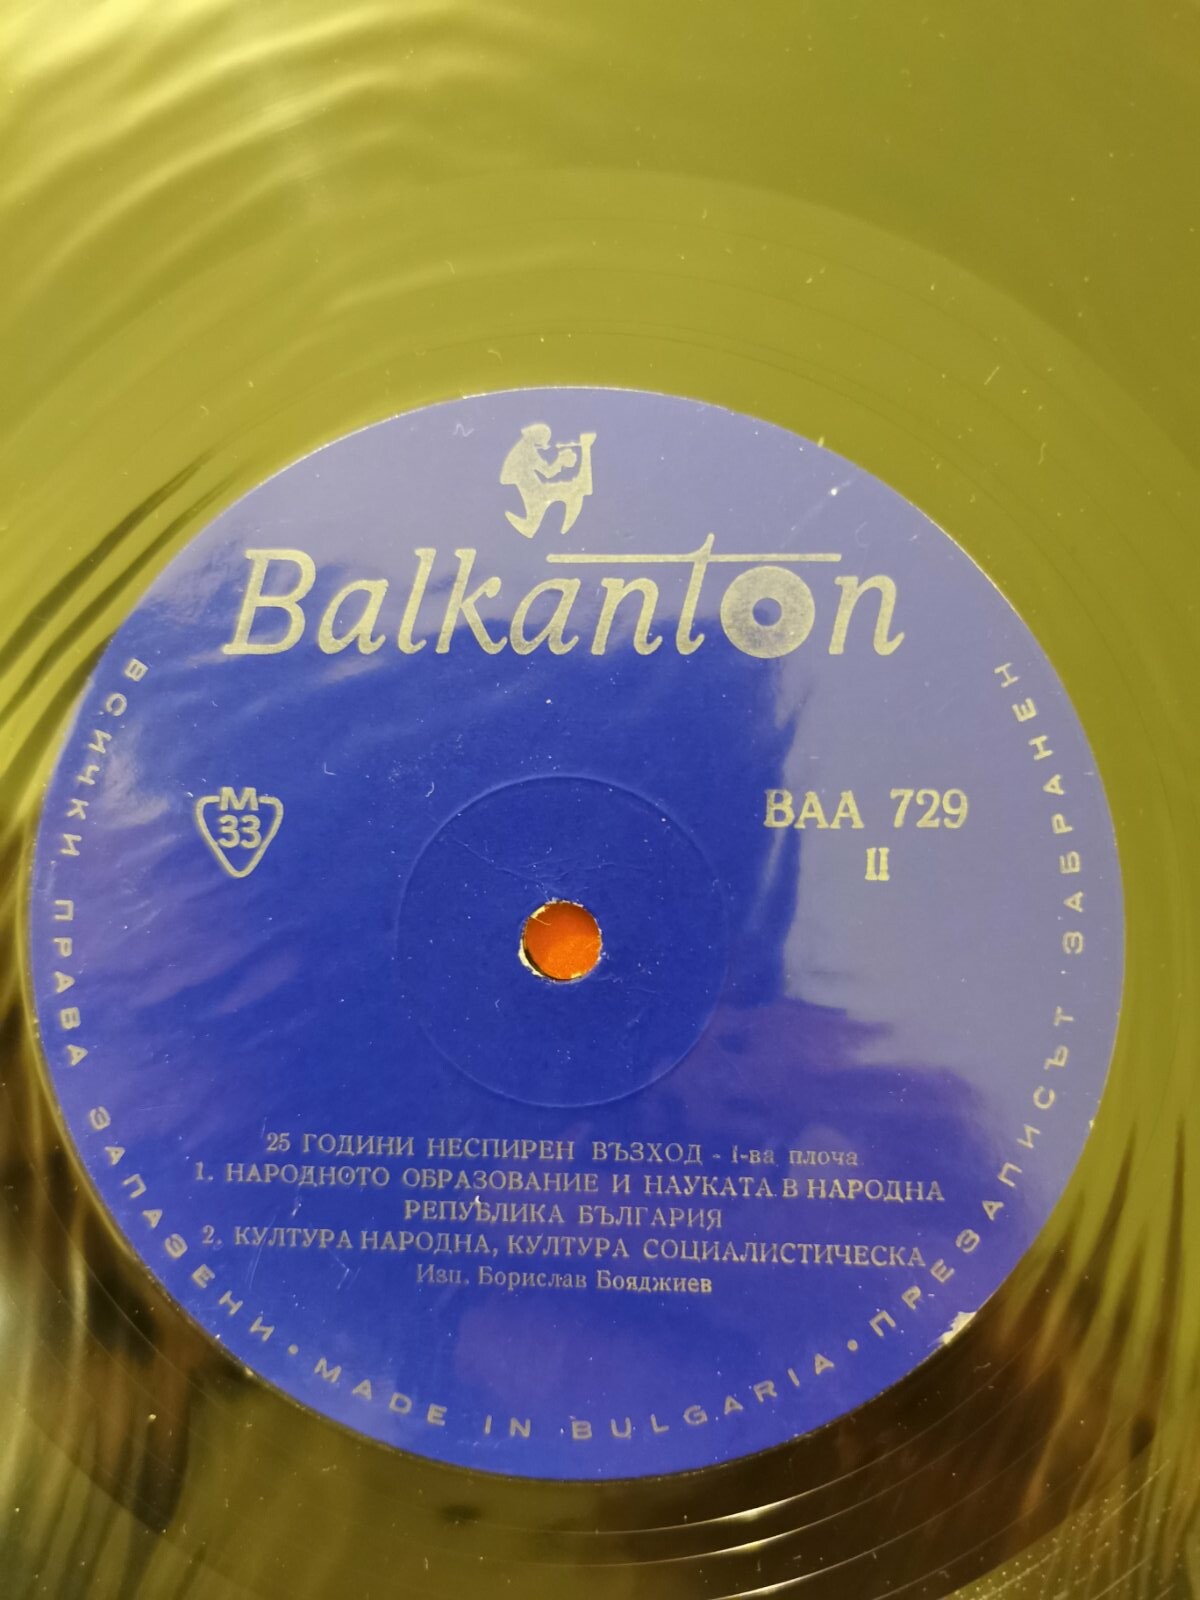 Balkanton
М
33
ВАА 729
II
25 ГОДИНИ НЕСПИРЕН ВЪЗХОД - I-ва плоча
1. НАРОДНОТО ОБРАЗОВАНИЕ И НАУКАТА В НАРОДНА
РЕПУБЛИКА БЪЛГАРИЯ
2. КУЛТУРА НАРОДНА, КУЛТУРА СОЦИАЛИСТИЧЕСКА
Изп. Борислав Бояджиев
ВСИЧКИ ПРАВА ЗАПАЗЕНИ • MADE IN BULGARIA • ПРЕЗАПИСЪТ ЗАБРАНЕН